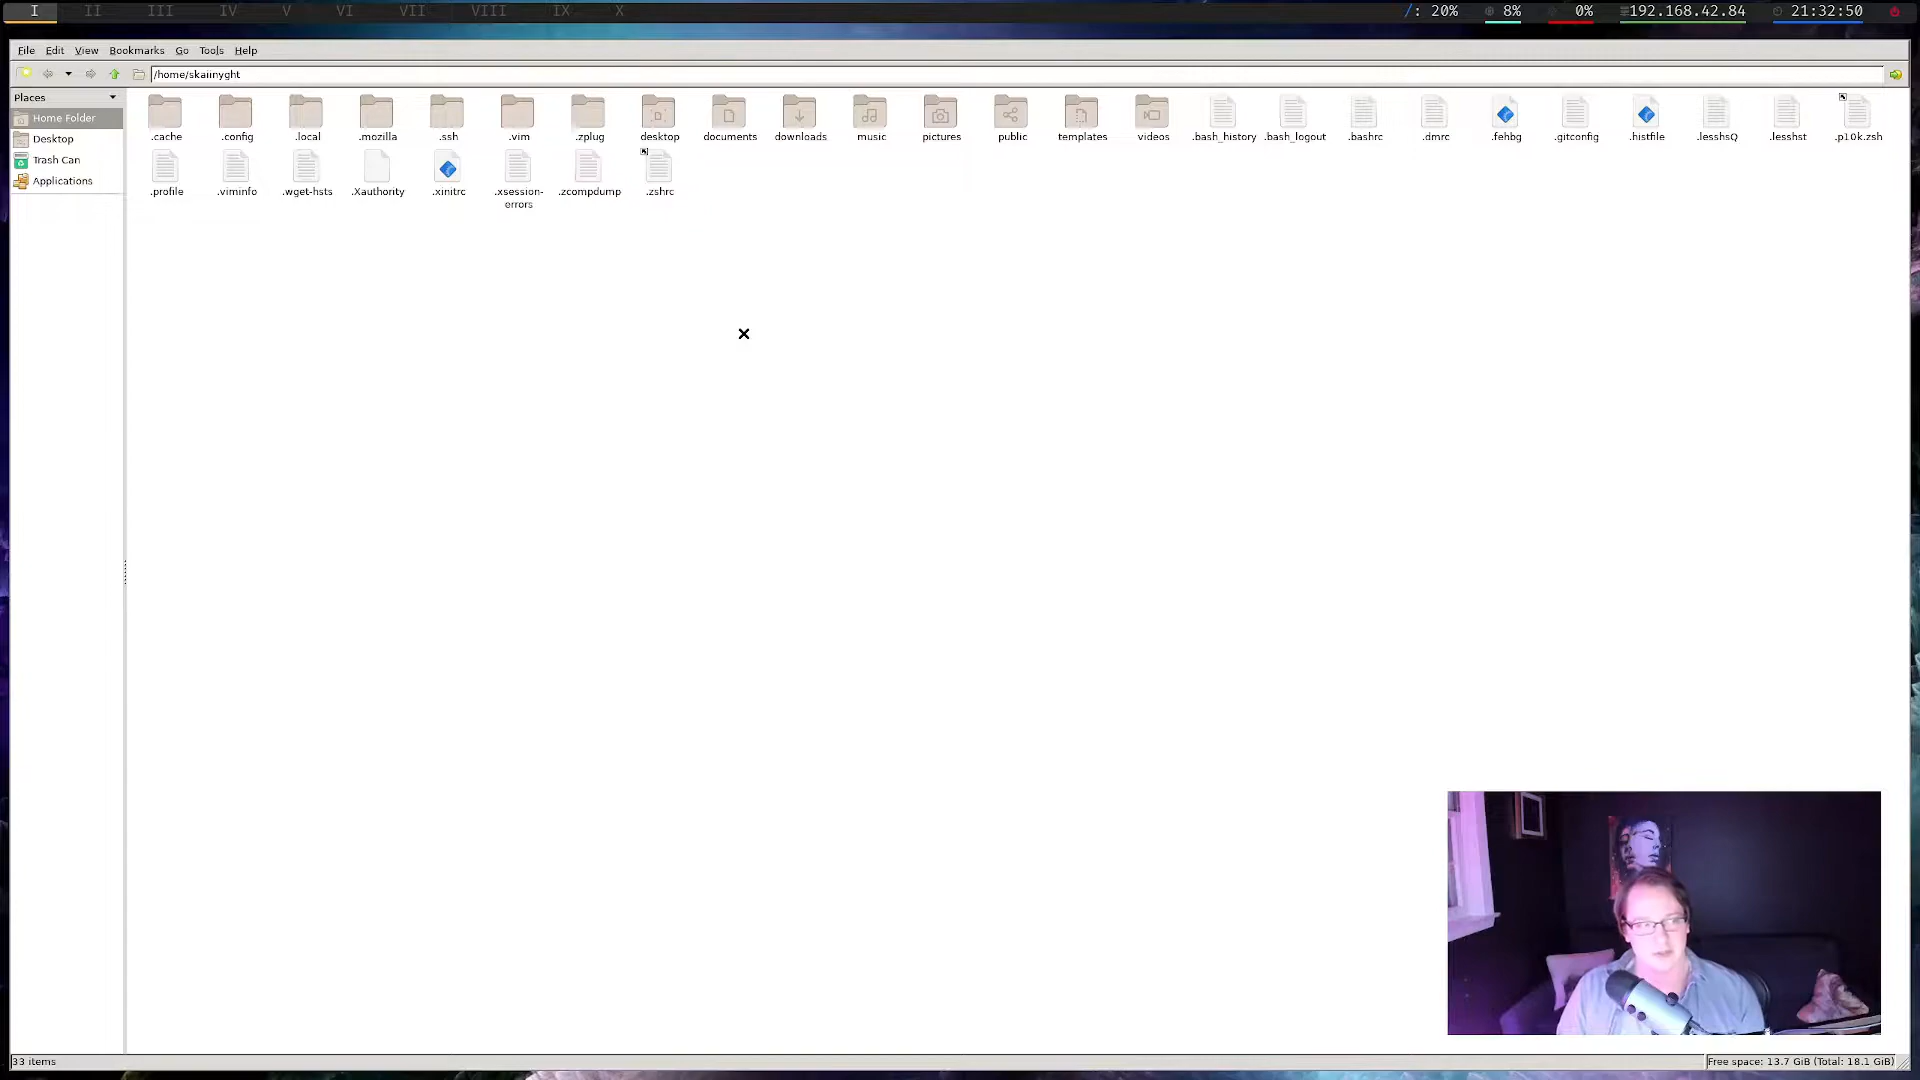 I II III IV V VI VII VIII IX X /: 20% 8% 0% 192.168.42.84 21:32:50
File Edit View Bookmarks Go Tools Help
/home/skaiinyght
Places
Home Folder
Desktop
Trash Can
Applications
.cache .config .local .mozilla .ssh .vim .zplug desktop documents downloads music pictures public templates videos .bash_history .bash_logout .bashrc .dmrc .fehbg .gitconfig .histfile .lesshsQ .lesshst .p10k.zsh
.profile .viminfo .wget-hsts .Xauthority .xinitrc .xsession- .zcompdump .zshrc
errors
33 items Free space: 13.7 GiB (Total: 18.1 GiB)